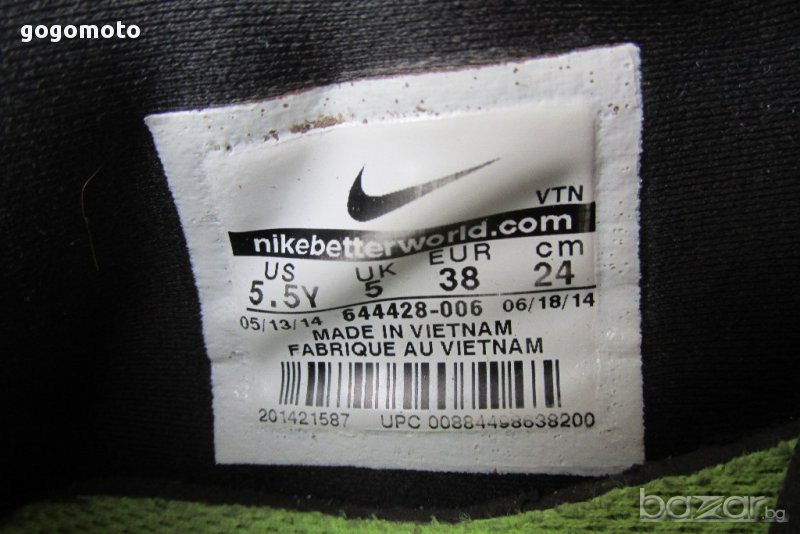 gogomoto
VTN
nikebetterworld.com
US UK EUR cm
5.5Y 5 38 24
05/13/14 644428-006 06/18/14
MADE IN VIETNAM
FABRIQUE AU VIETNAM
201421587 UPC 00884498638200
bazar.bg